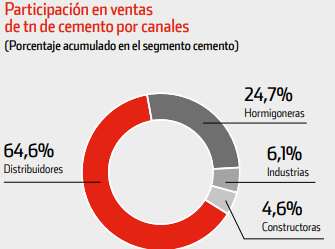 Participación en ventas
de tn de cemento por canales
(Porcentaje acumulado en el segmento cemento)
24,7%
Hormigoneras
64,6%
Distribuidores
6,1%
Industrias
4,6%
Constructoras